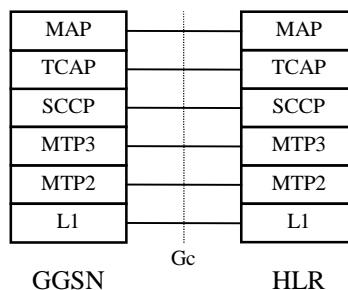 MAP MAP
TCAP TCAP
SCCP SCCP
MTP3 MTP3
MTP2 MTP2
L1 L1
Gc
GGSN HLR